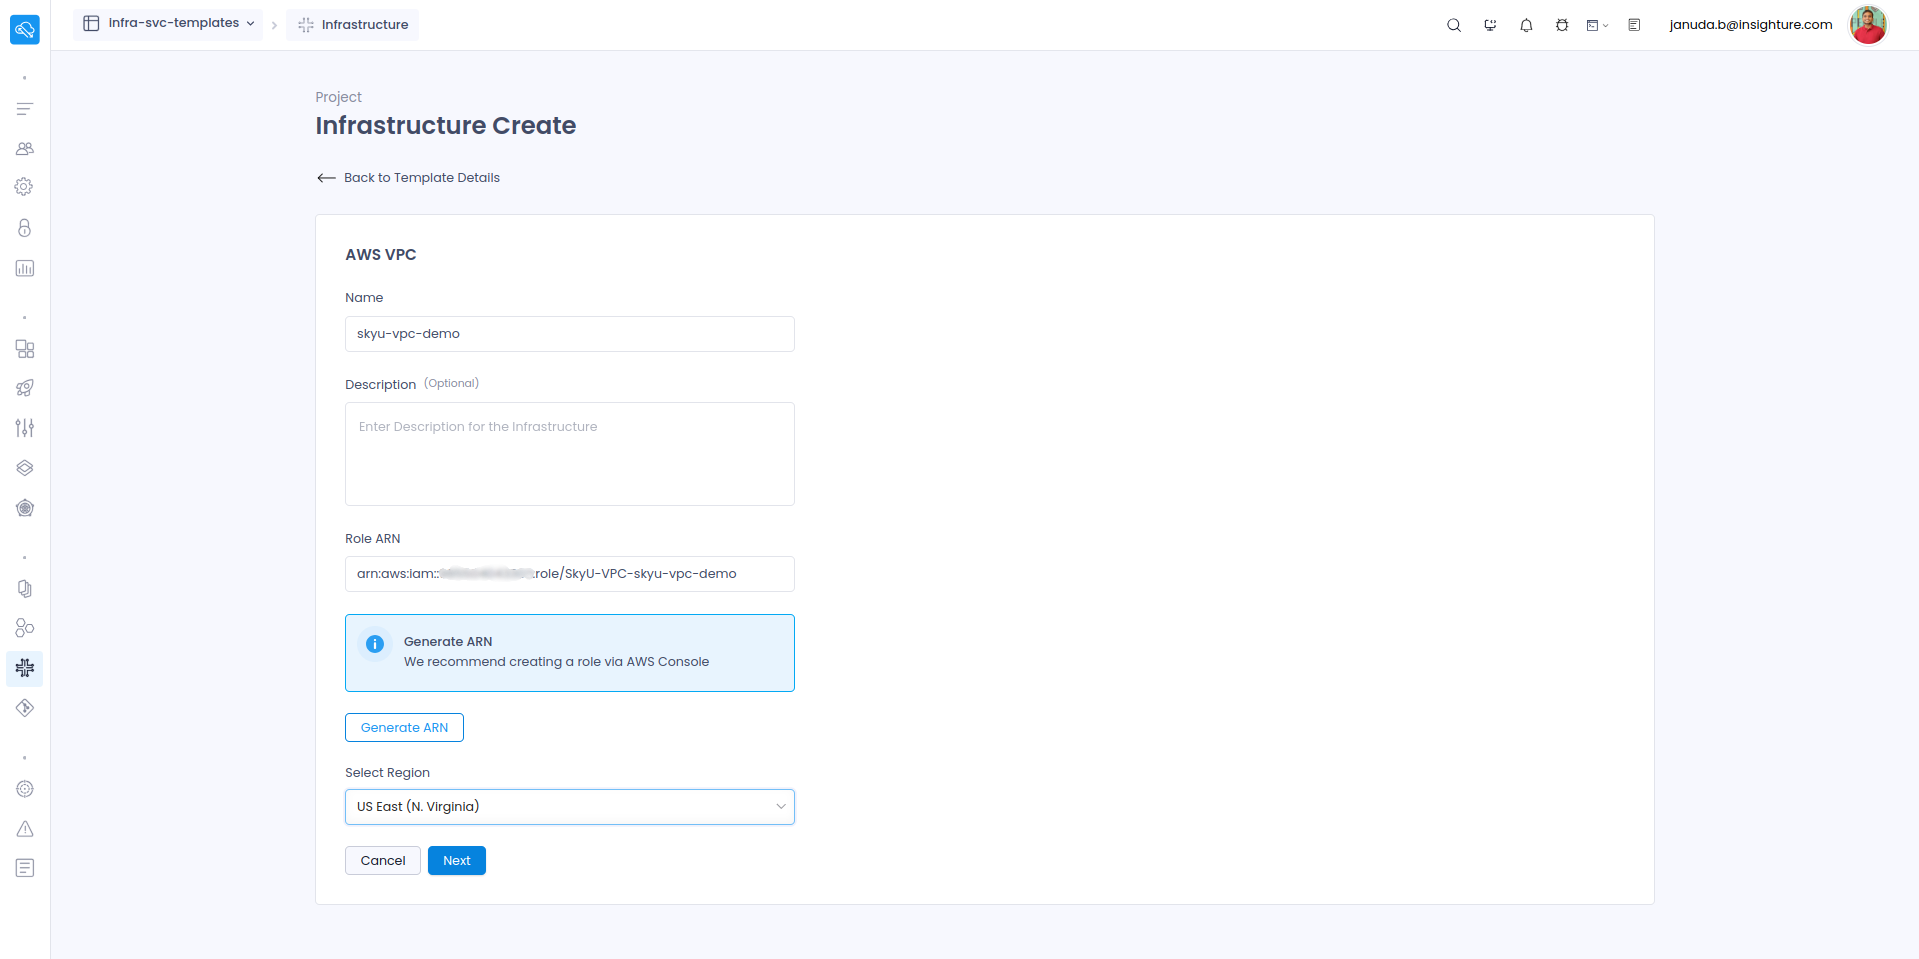 infra-svc-templates
Infrastructure
januda.b@insighture.com
Project
Infrastructure Create
Back to Template Details
AWS VPC
Name
skyu-vpc-demo
Description (Optional)
Enter Description for the Infrastructure
Role ARN
arn:aws:iam:: :role/SkyU-VPC-skyu-vpc-demo
Generate ARN
We recommend creating a role via AWS Console
Generate ARN
Select Region
US East (N. Virginia)
Cancel
Next